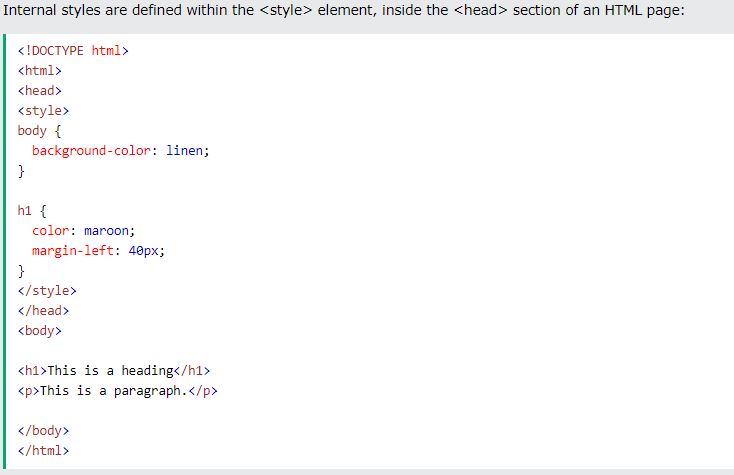 Internal styles are defined within the <style> element, inside the <head> section of an HTML page:
<!DOCTYPE html>
<html>
<head>
<style>
body {
  background-color: linen;
}

h1 {
  color: maroon;
  margin-left: 40px;
}
</style>
</head>
<body>

<h1>This is a heading</h1>
<p>This is a paragraph.</p>

</body>
</html>